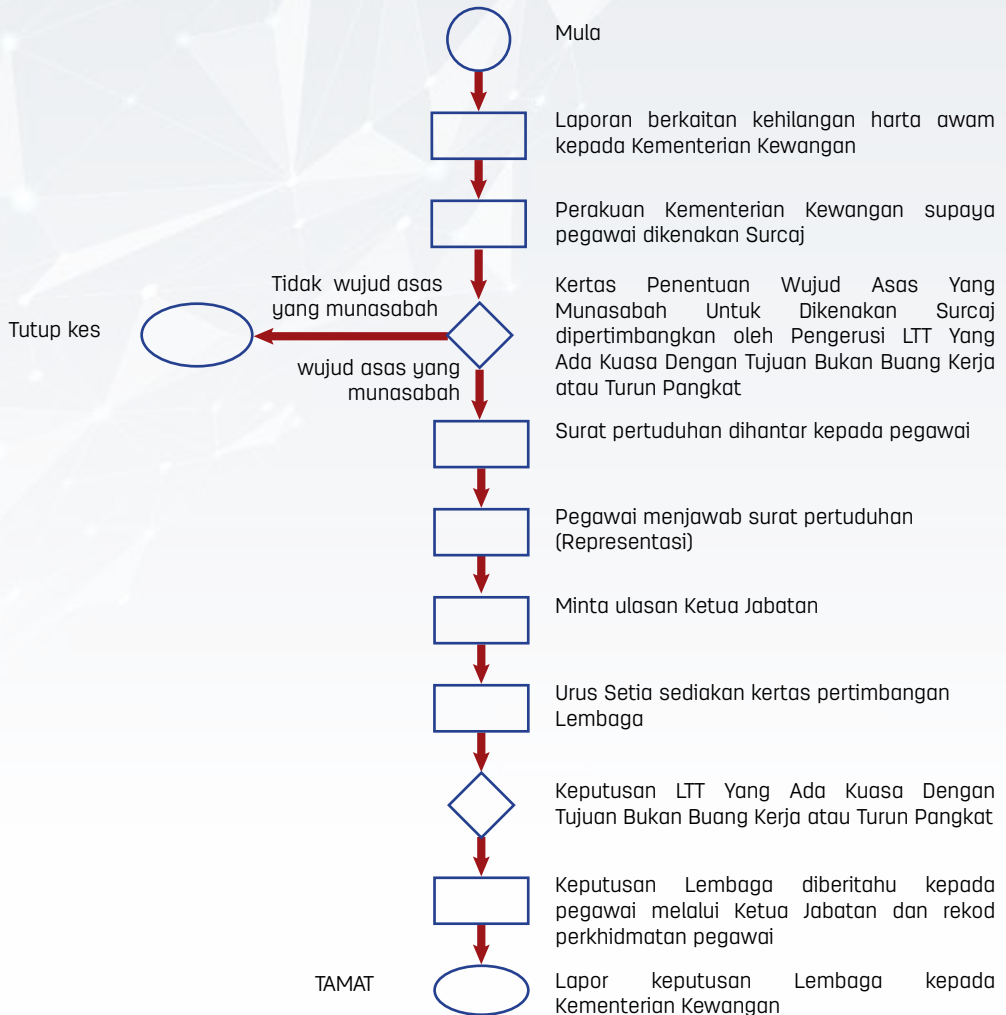 Mula
Laporan berkaitan kehilangan harta awam
kepada Kementerian Kewangan
Perakuan Kementerian Kewangan supaya
pegawai dikenakan Surcaj
Tidak wujud asas
yang munasabah
Tutup kes
wujud asas yang
munasabah
Kertas Penentuan Wujud Asas Yang
Munasabah Untuk Dikenakan Surcaj
dipertimbangkan oleh Pengerusi LTT Yang
Ada Kuasa Dengan Tujuan Bukan Buang Kerja
atau Turun Pangkat
Surat pertuduhan dihantar kepada pegawai
Pegawai menjawab surat pertuduhan
(Representasi)
Minta ulasan Ketua Jabatan
Urus Setia sediakan kertas pertimbangan
Lembaga
Keputusan LTT Yang Ada Kuasa Dengan
Tujuan Bukan Buang Kerja atau Turun Pangkat
Keputusan Lembaga diberitahu kepada
pegawai melalui Ketua Jabatan dan rekod
perkhidmatan pegawai
TAMAT
Lapor keputusan Lembaga kepada
Kementerian Kewangan